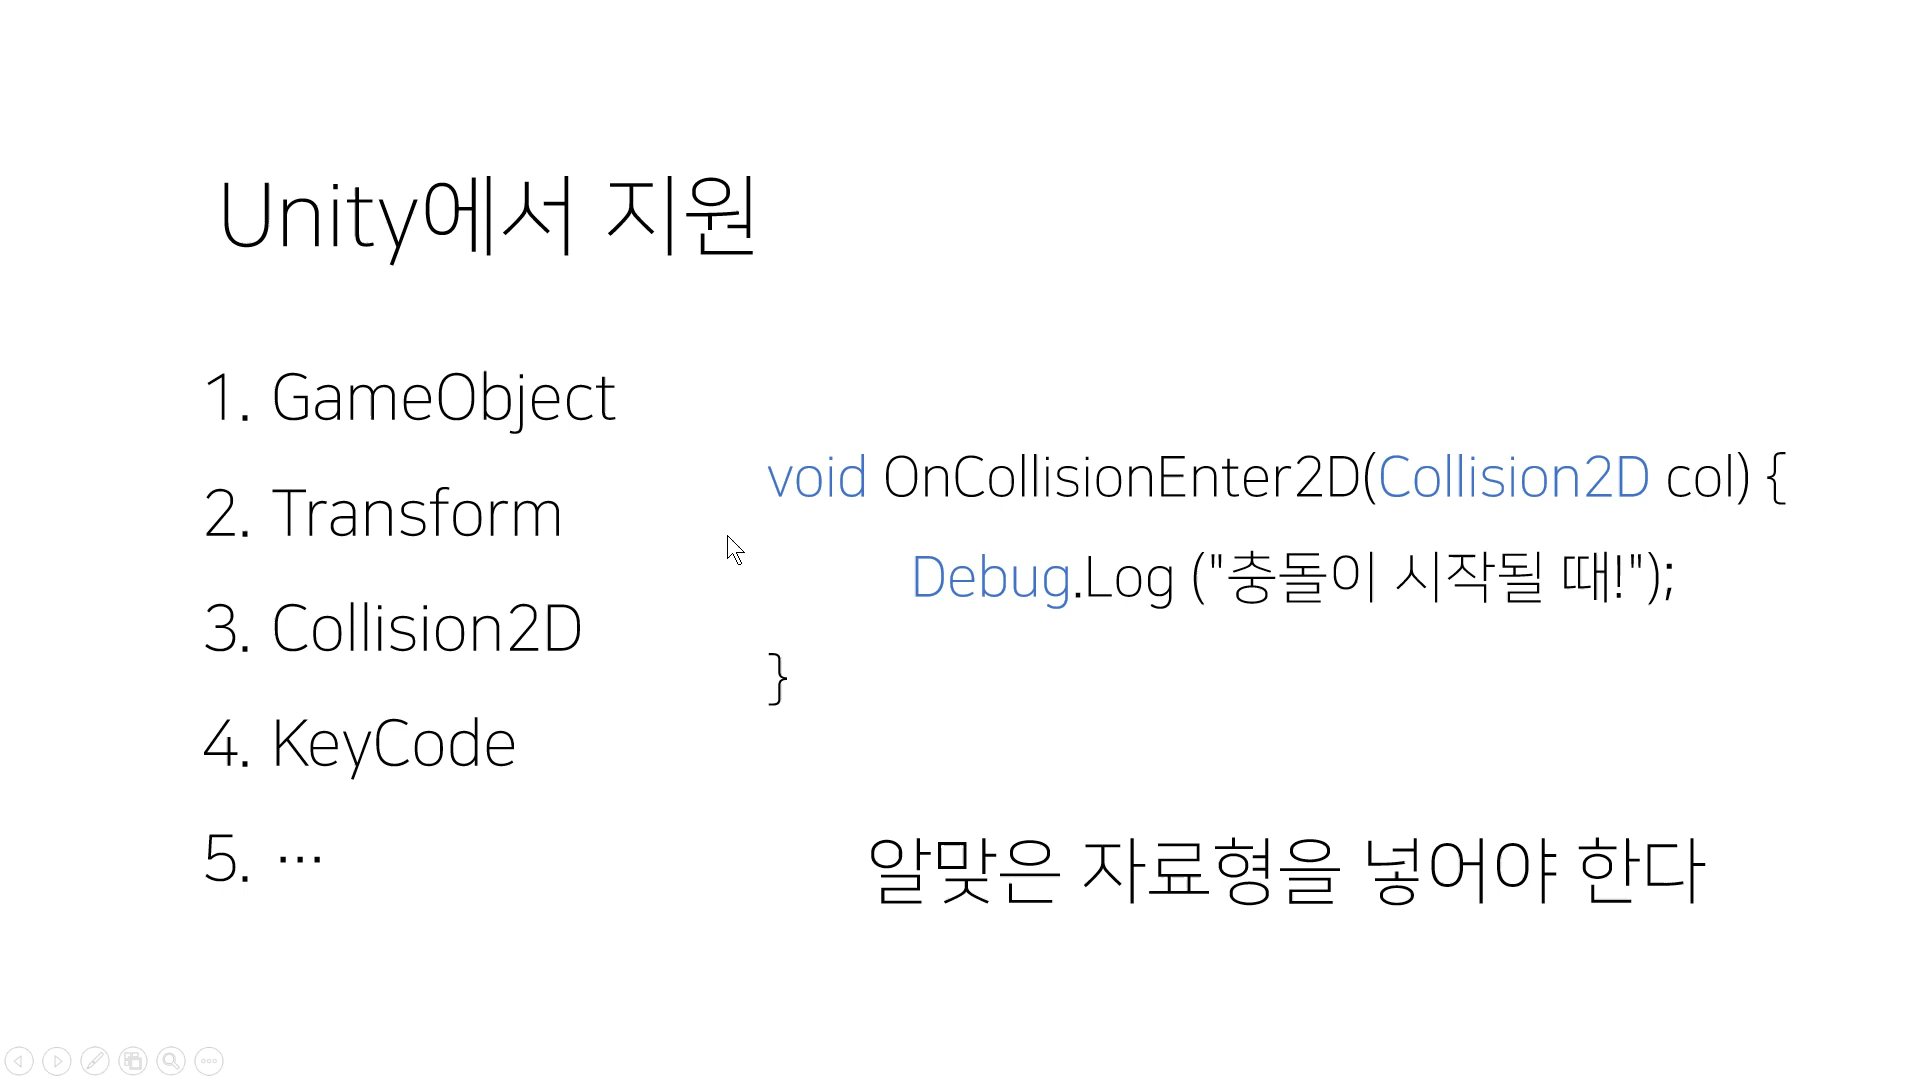 Unity에서 지원
1. GameObject
2. Transform
3. Collision2D
4. KeyCode
5. …
void OnCollisionEnter2D(Collision2D col) {
Debug.Log ("충돌이 시작될 때!");
}
알맞은 자료형을 넣어야 한다